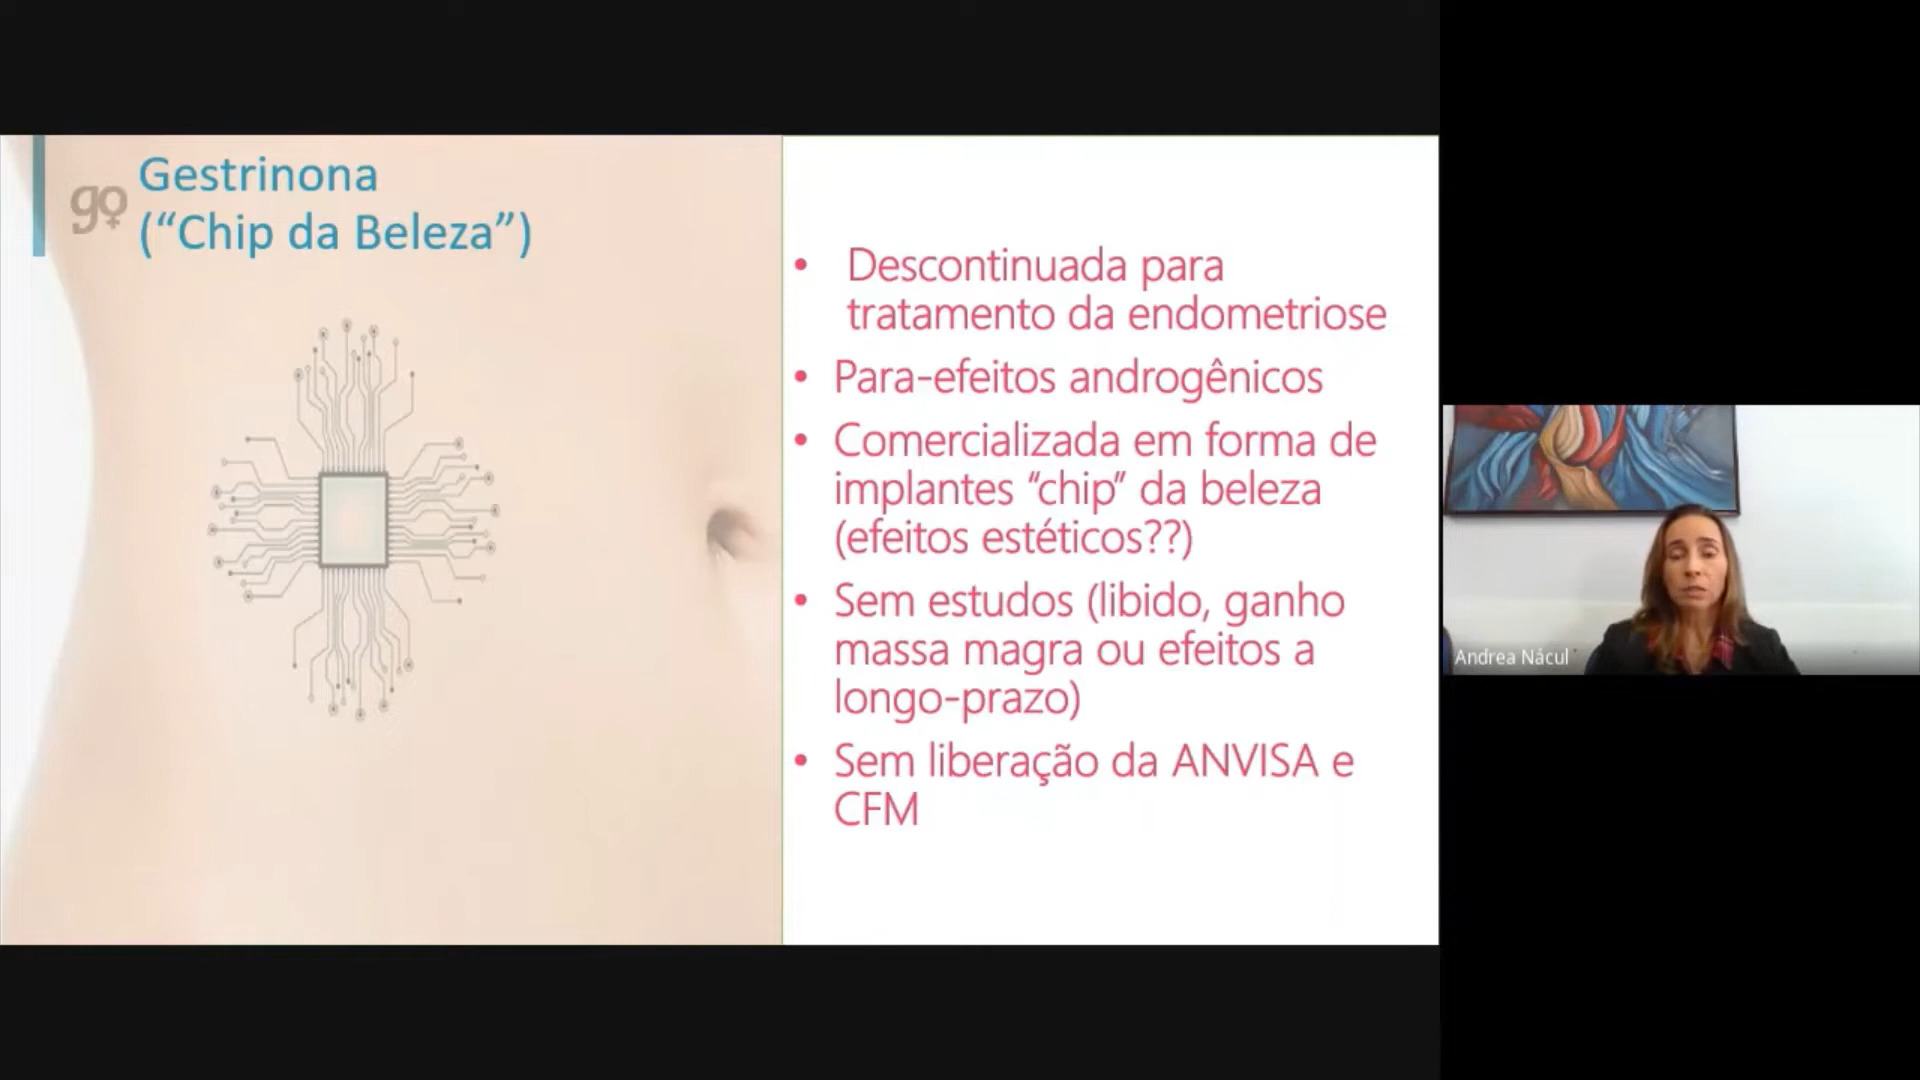 go
Gestrinona
(“Chip da Beleza”)
• Descontinuada para
tratamento da endometriose
• Para-efeitos androgênicos
• Comercializada em forma de
implantes “chip” da beleza
(efeitos estéticos??)
• Sem estudos (libido, ganho
massa magra ou efeitos a
longo-prazo)
• Sem liberação da ANVISA e
CFM
Andrea Nácul